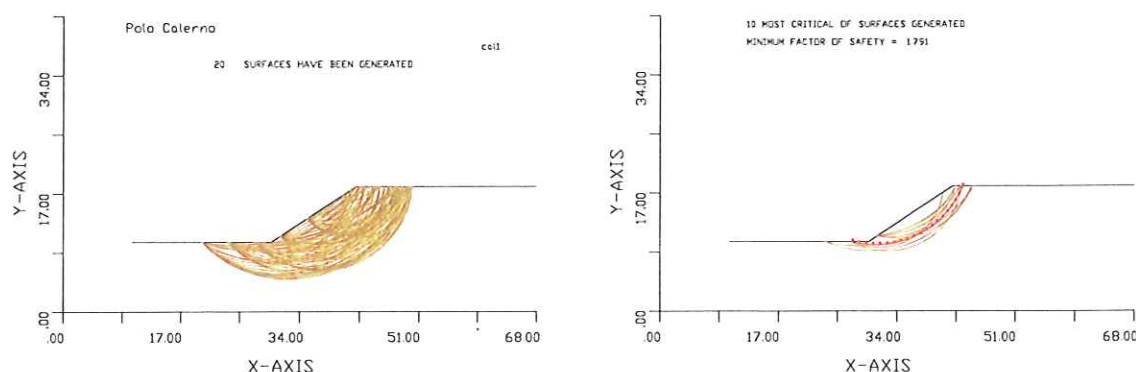 Polo Calerno
cal1
20 SURFACES HAVE BEEN GENERATED
Y-AXIS
34.00
17.00
.00
.00 17.00 34.00 51.00 68.00
X-AXIS
10 MOST CRITICAL OF SURFACES GENERATED
MINIMUM FACTOR OF SAFETY = 1.791
Y-AXIS
34.00
17.00
.00
.00 17.00 34.00 51.00 68.00
X-AXIS